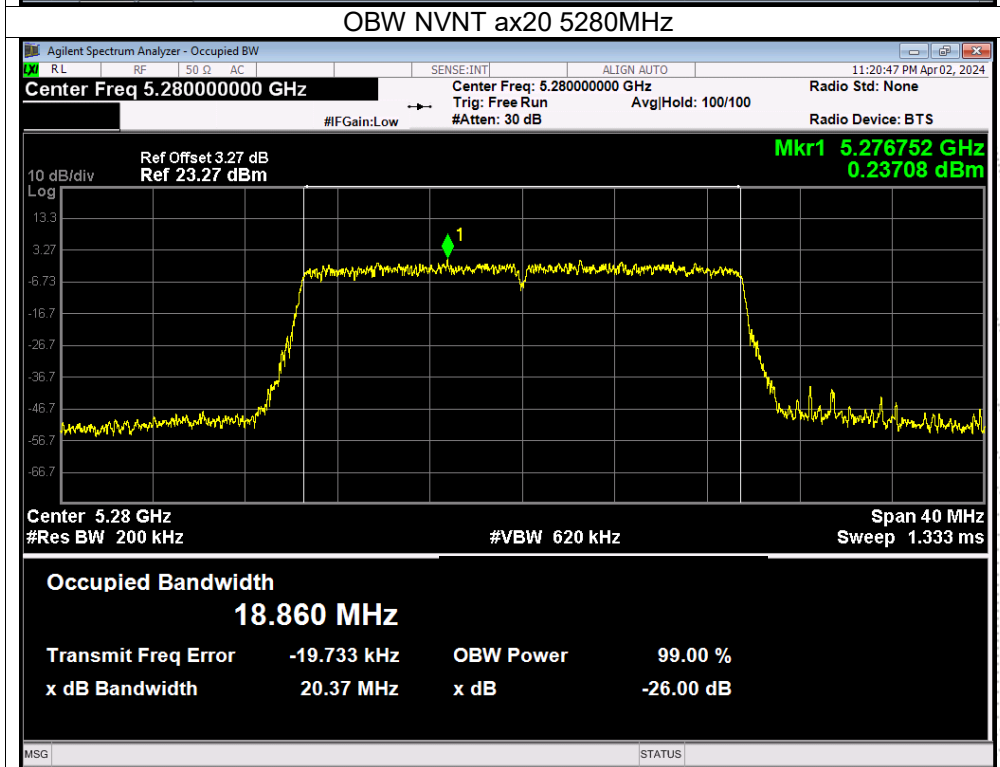 OBW NVNT ax20 5280MHz
Agilent Spectrum Analyzer - Occupied BW
LXI RL RF 50 Ω AC SENSE:INT ALIGN AUTO 11:20:47 PM Apr 02, 2024
Center Freq 5.280000000 GHz Center Freq: 5.280000000 GHz Radio Std: None
Trig: Free Run Avg|Hold: 100/100
#IFGain:Low #Atten: 30 dB Radio Device: BTS
Ref Offset 3.27 dB Mkr1 5.276752 GHz
10 dB/div Ref 23.27 dBm 0.23708 dBm
Log
13.3
1
3.27
-6.73
-16.7
-26.7
-36.7
-46.7
-56.7
-66.7
Center 5.28 GHz Span 40 MHz
#Res BW 200 kHz #VBW 620 kHz Sweep 1.333 ms
Occupied Bandwidth
18.860 MHz
Transmit Freq Error -19.733 kHz OBW Power 99.00 %
x dB Bandwidth 20.37 MHz x dB -26.00 dB
MSG STATUS